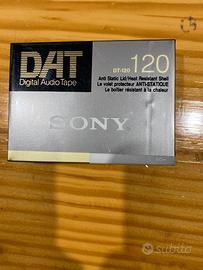 DAT
Digital Audio Tape
DT-120 120
Anti Static Lid/Heat Resistant Shell
Le volet protecteur ANTI-STATIQUE
Le boîtier résistant à la chaleur
SONY
subito